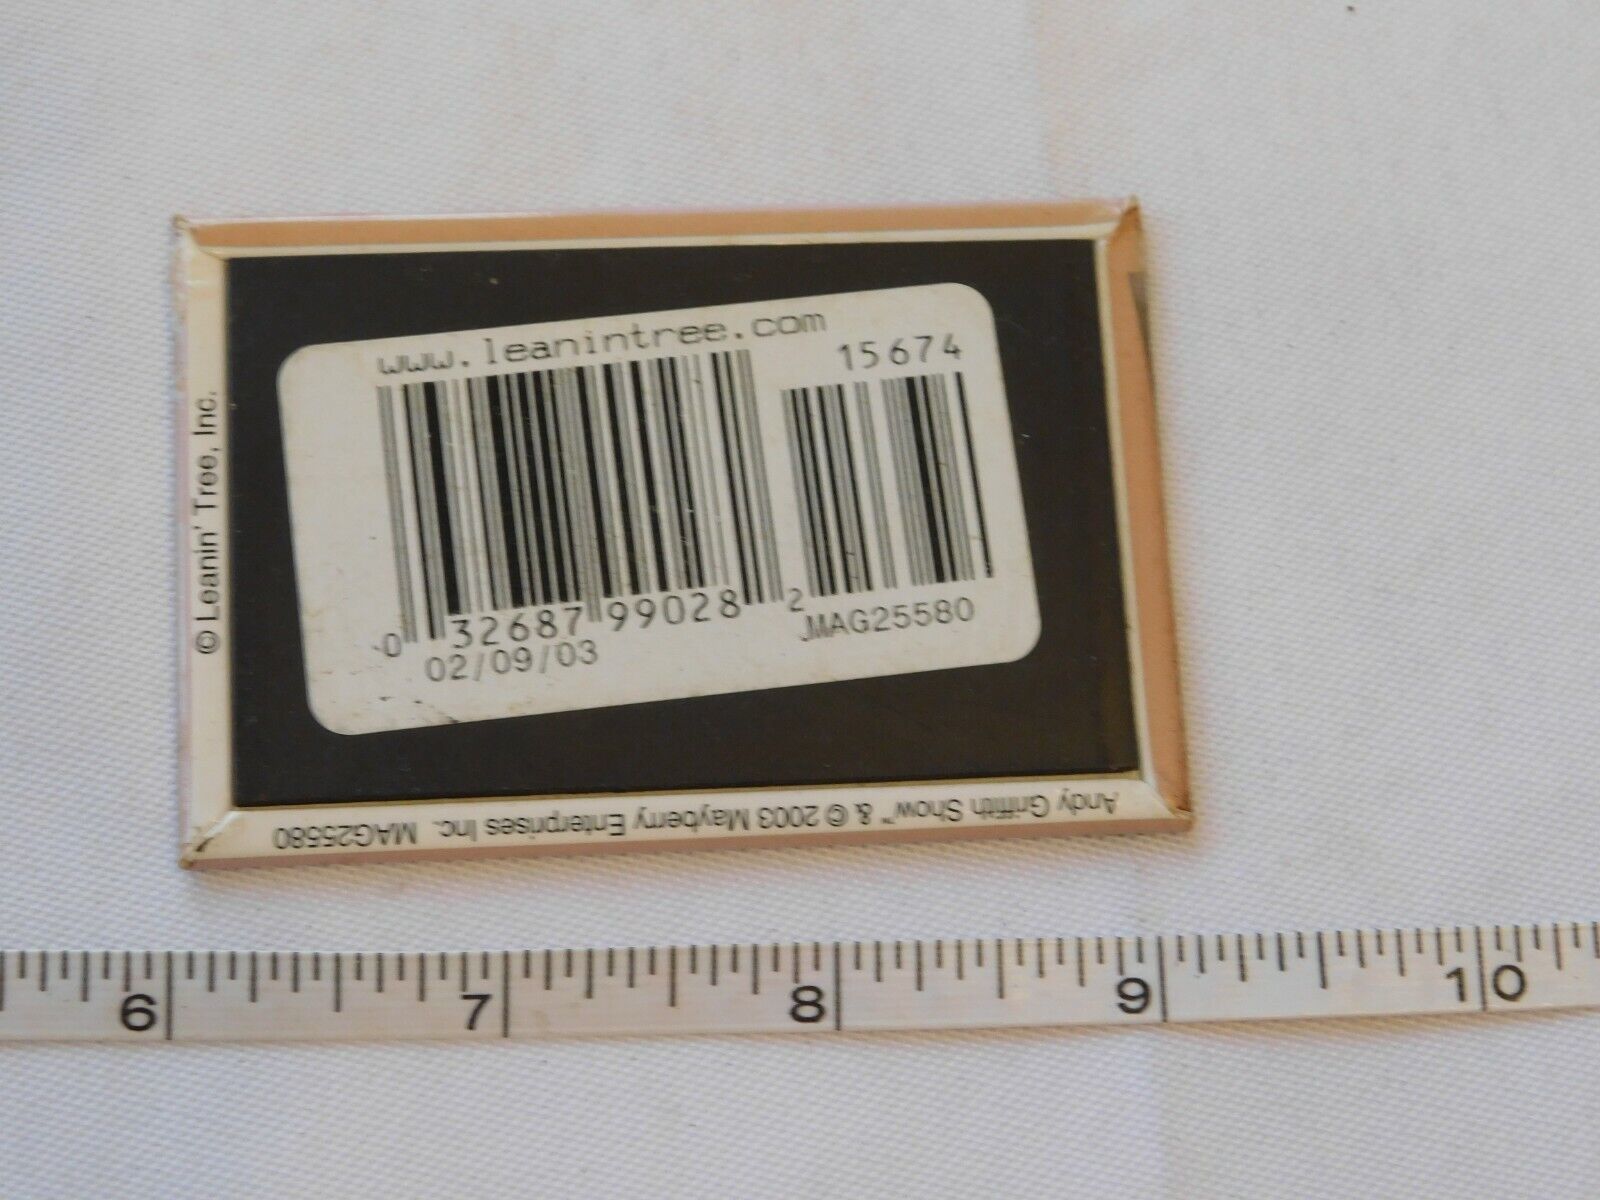 www.leanintree.com
15674
0 32687 99028 2
02/09/03 JMAG25580
© Leanin' Tree, Inc.
Andy Griffith Show™ & © 2003 Mayberry Enterprises Inc. MAG25580
6 7 8 9 10